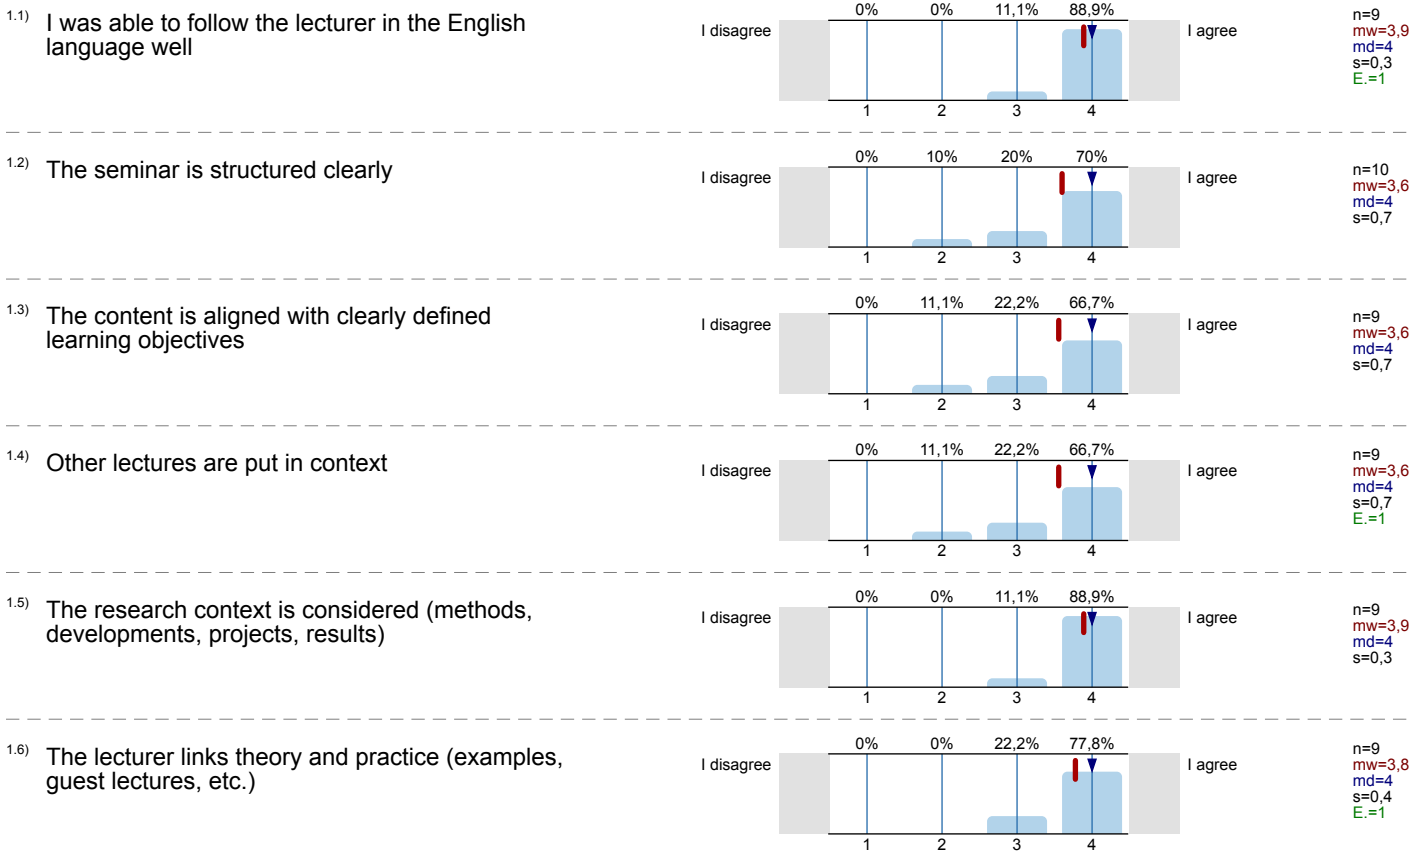 1.1) I was able to follow the lecturer in the English
language well
0% 0% 11,1% 88,9%
I disagree I agree
1 2 3 4
n=9
mw=3,9
md=4
s=0,3
E.=1
1.2) The seminar is structured clearly
0% 10% 20% 70%
I disagree I agree
1 2 3 4
n=10
mw=3,6
md=4
s=0,7
1.3) The content is aligned with clearly defined
learning objectives
0% 11,1% 22,2% 66,7%
I disagree I agree
1 2 3 4
n=9
mw=3,6
md=4
s=0,7
1.4) Other lectures are put in context
0% 11,1% 22,2% 66,7%
I disagree I agree
1 2 3 4
n=9
mw=3,6
md=4
s=0,7
E.=1
1.5) The research context is considered (methods,
developments, projects, results)
0% 0% 11,1% 88,9%
I disagree I agree
1 2 3 4
n=9
mw=3,9
md=4
s=0,3
1.6) The lecturer links theory and practice (examples,
guest lectures, etc.)
0% 0% 22,2% 77,8%
I disagree I agree
1 2 3 4
n=9
mw=3,8
md=4
s=0,4
E.=1